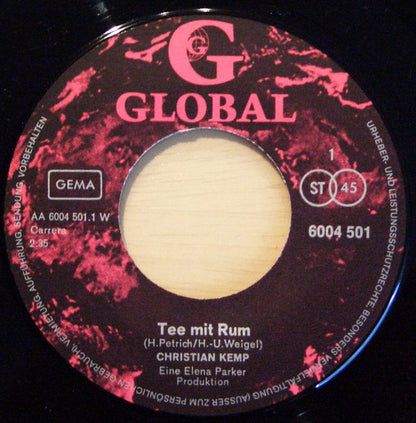 G
GLOBAL
1
GEMA
ST 45
AA 6004 501.1 W
Carrera
2:35
6004 501
Tee mit Rum
(H.Petrich/H.-U.Weigel)
CHRISTIAN KEMP
Eine Elena Parker
Produktion
URHEBER- UND LEISTUNGSSCHUTZRECHTE, BESONDERS VERVIELFÄLTIGUNG (AUSSER ZUM PERSÖNLICHEN GEBRAUCH), VERMIETUNG, AUFFÜHRUNG, SENDUNG, VORBEHALTEN